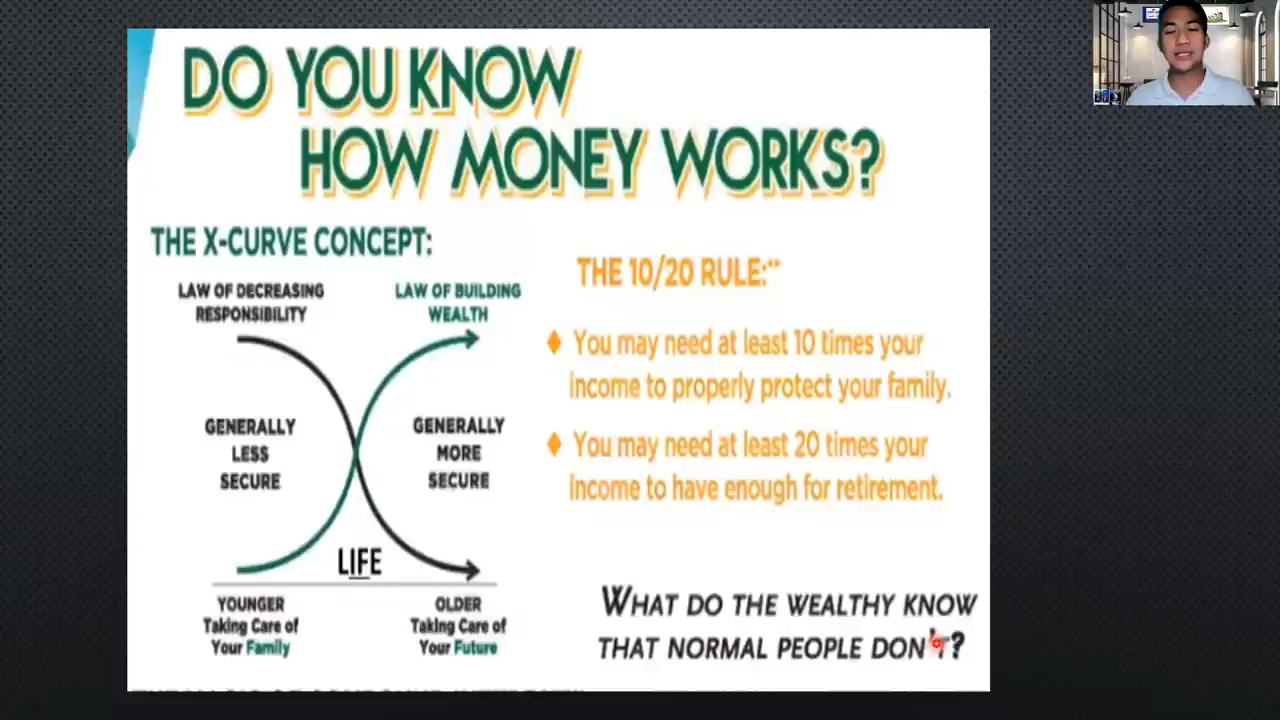 DO YOU KNOW
HOW MONEY WORKS?
THE X-CURVE CONCEPT:
LAW OF DECREASING
RESPONSIBILITY
LAW OF BUILDING
WEALTH
GENERALLY
LESS
SECURE
GENERALLY
MORE
SECURE
LIFE
YOUNGER
Taking Care of
Your Family
OLDER
Taking Care of
Your Future
THE 10/20 RULE:**
♦ You may need at least 10 times your
income to properly protect your family.
♦ You may need at least 20 times your
income to have enough for retirement.
WHAT DO THE WEALTHY KNOW
THAT NORMAL PEOPLE DON'T?